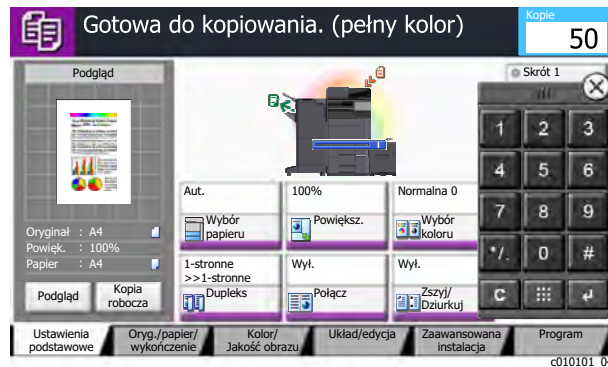 Gotowa do kopiowania. (pełny kolor)
Kopie
50
Podgląd
Skrót 1
Oryginał : A4
Powięk. : 100%
Papier : A4
Podgląd
Kopia
robocza
Aut.
Wybór
papieru
100%
Powiększ.
Normalna 0
Wybór
koloru
1-stronne
>>1-stronne
Dupleks
Wył.
Połącz
Wył.
Zszyj/
Dziurkuj
1 2 3
4 5 6
7 8 9
*/. 0 #
C
Ustawienia
podstawowe
Oryg./papier/
wykończenie
Kolor/
Jakość obrazu
Układ/edycja
Zaawansowana
instalacja
Program